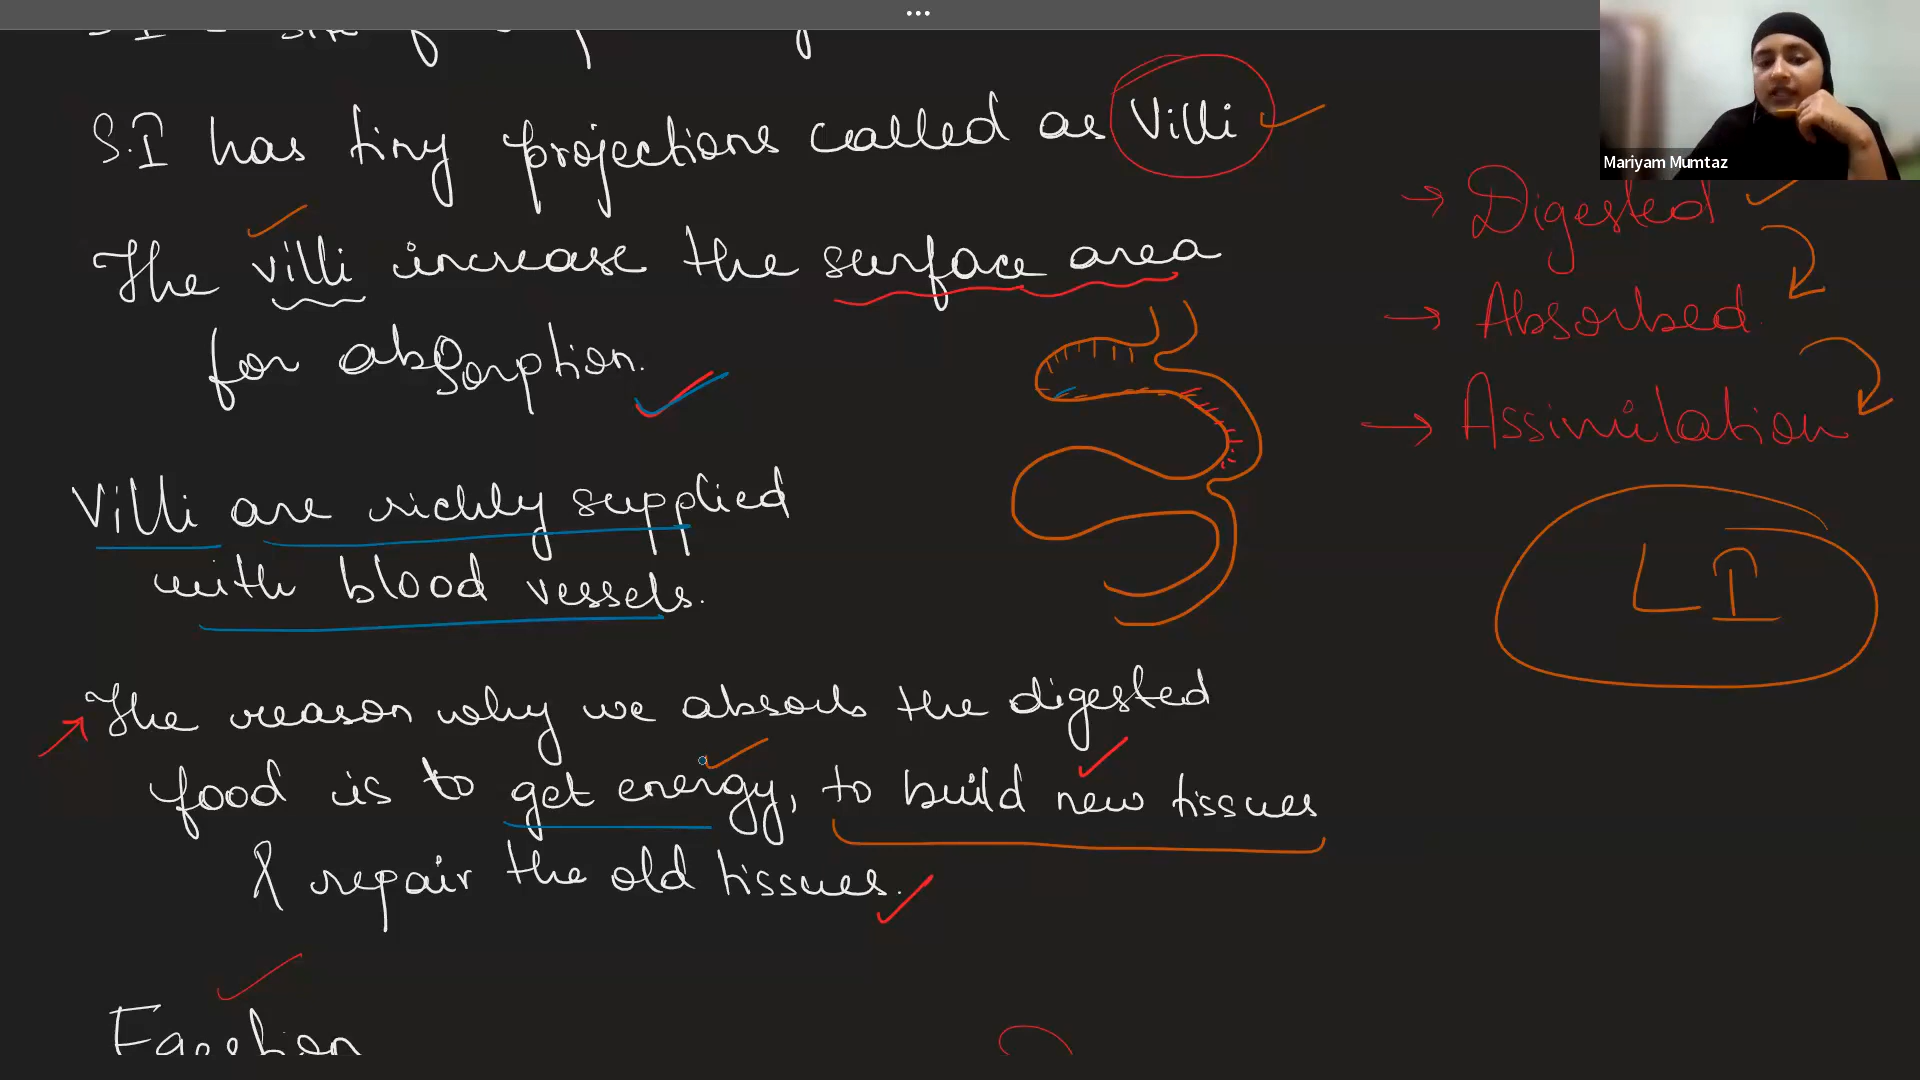 S.I has tiny projections called as Villi
The villi increase the surface area
for absorption.
Villi are richly supplied
with blood vessels.
The reason why we absorb the digested
food is to get energy, to build new tissues
& repair the old tissues.
Mariyam Mumtaz
→ Digested
→ Absorbed
→ Assimilation
LI